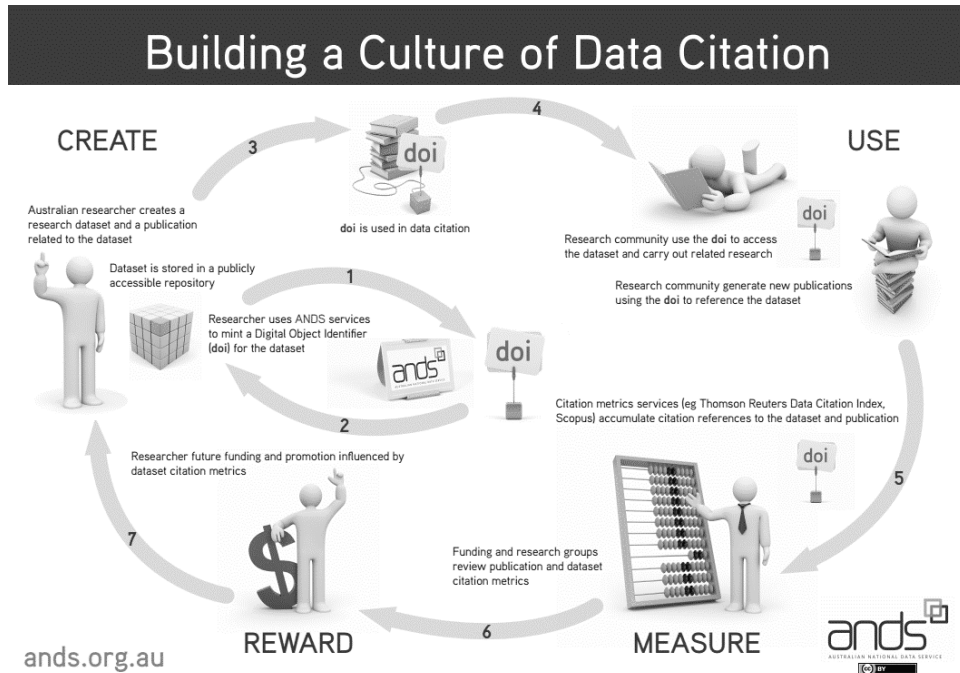 Building a Culture of Data Citation
CREATE
3
4
USE
doi
doi is used in data citation
Australian researcher creates a
research dataset and a publication
related to the dataset
Dataset is stored in a publicly
accessible repository
Research community use the doi to access
the dataset and carry out related research
doi
Research community generate new publications
using the doi to reference the dataset
1
Researcher uses ANDS services
to mint a Digital Object Identifier
(doi) for the dataset
ands
AUSTRALIAN NATIONAL DATA SERVICE
doi
2
Citation metrics services (eg Thomson Reuters Data Citation Index,
Scopus) accumulate citation references to the dataset and publication
doi
5
Researcher future funding and promotion influenced by
dataset citation metrics
7
$
Funding and research groups
review publication and dataset
citation metrics
6
REWARD
MEASURE
ands.org.au
ands
AUSTRALIAN NATIONAL DATA SERVICE
cc BY